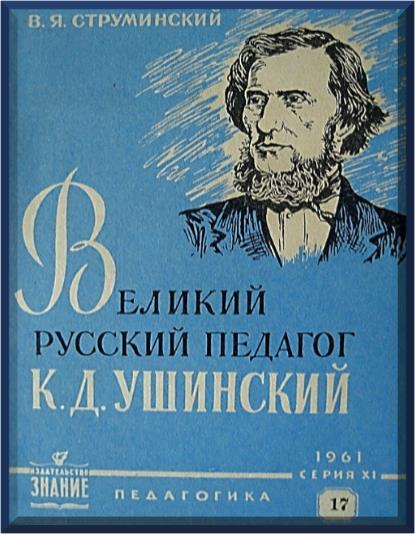 В. Я. СТРУМИНСКИЙ
ВЕЛИКИЙ
РУССКИЙ ПЕДАГОГ
К. Д. УШИНСКИЙ
1961
СЕРИЯ XI
ИЗДАТЕЛЬСТВО
ЗНАНИЕ
ПЕДАГОГИКА
17